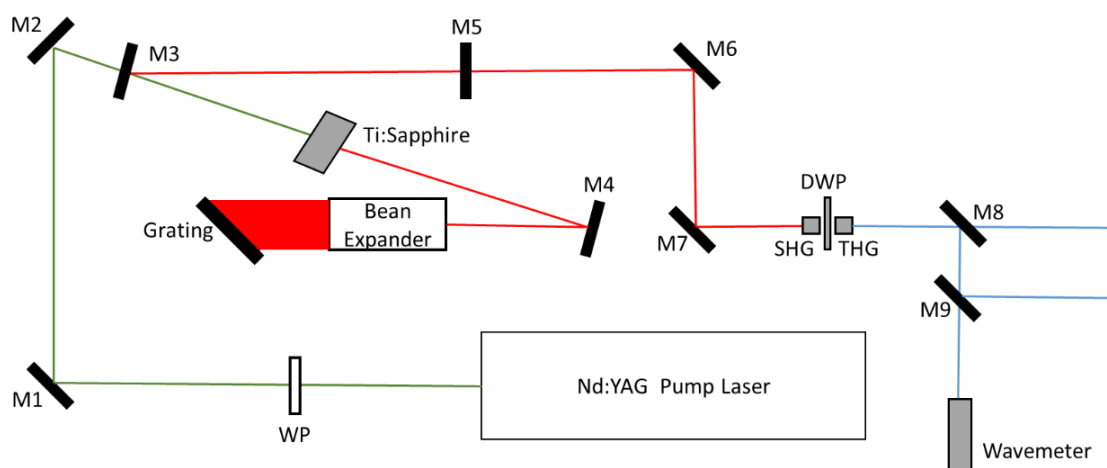 M2
M3
M5
M6
Ti:Sapphire
M4
DWP
M8
Grating
Bean
Expander
M7
SHG
THG
M9
M1
WP
Nd:YAG Pump Laser
Wavemeter